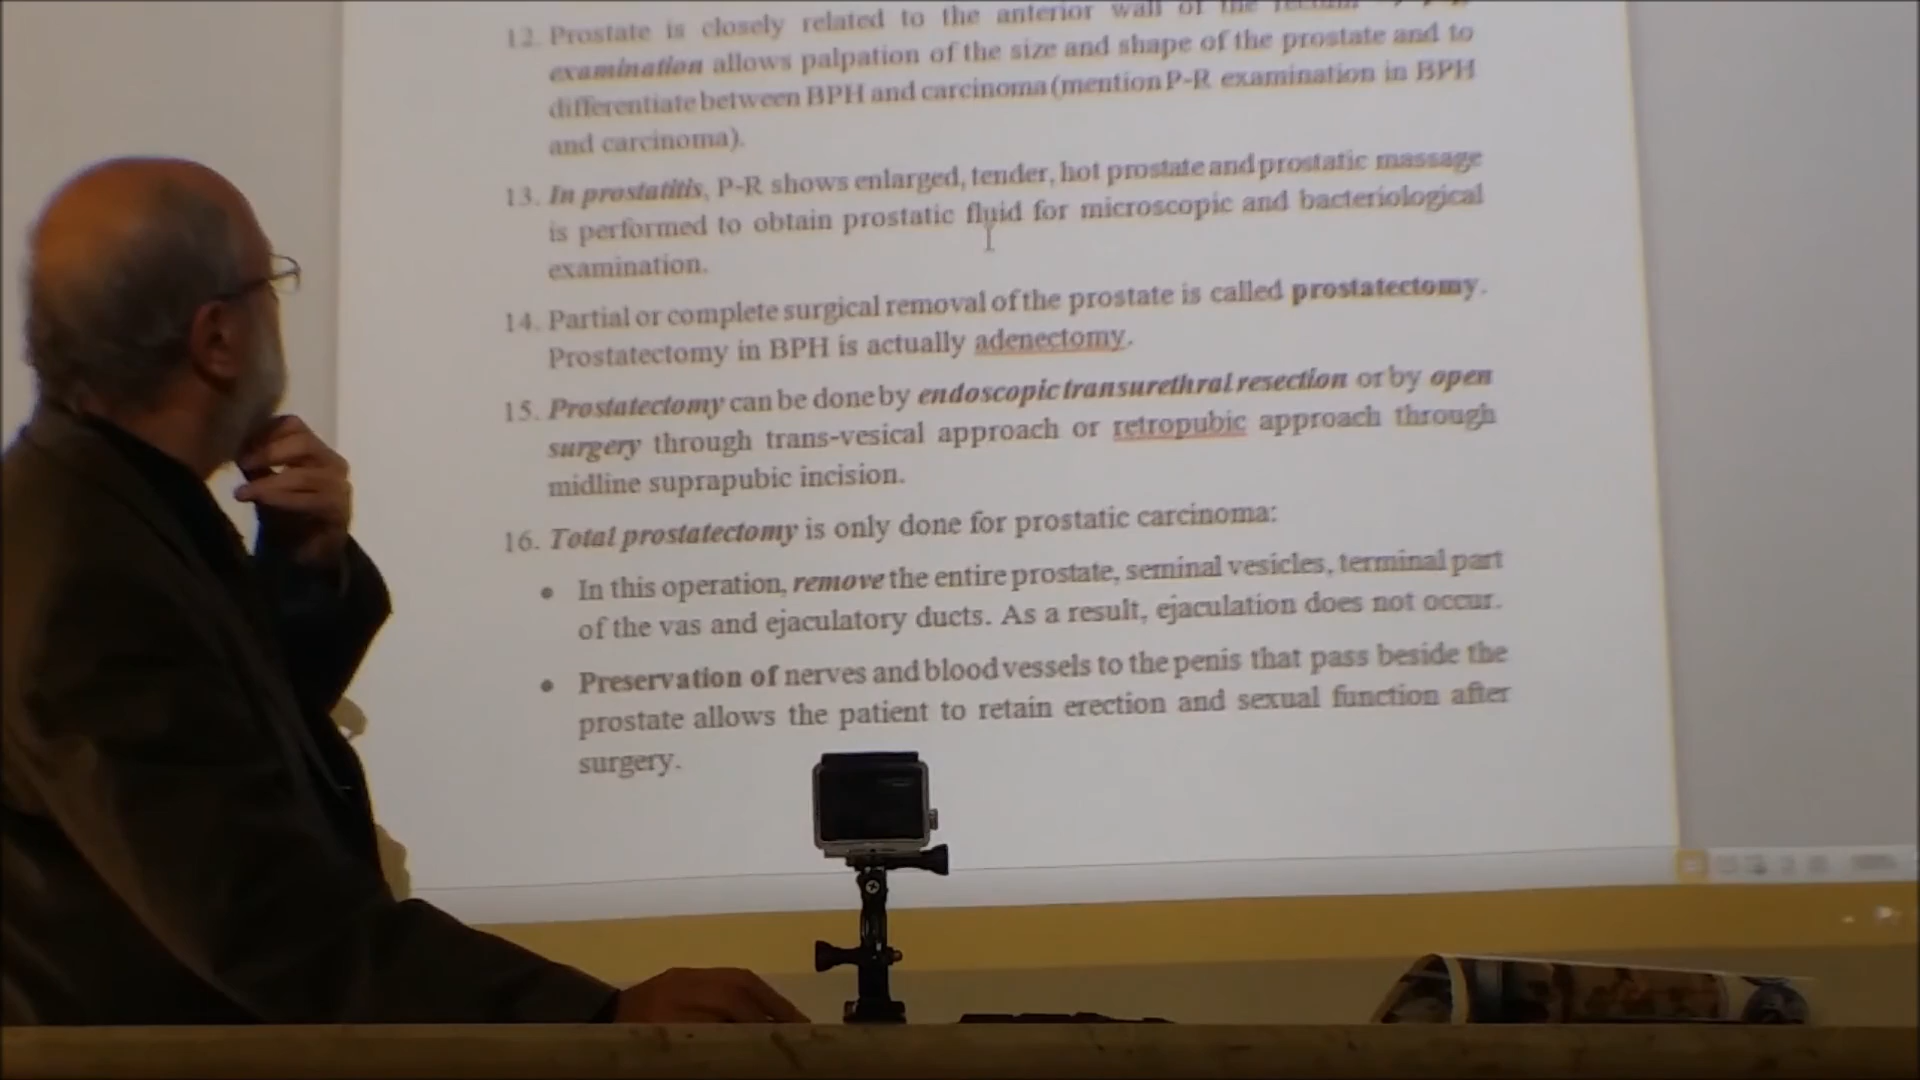 12. Prostate is closely related to the anterior wall of the rectum
examination allows palpation of the size and shape of the prostate and to
differentiate between BPH and carcinoma (mention P-R examination in BPH
and carcinoma).
13. In prostatitis, P-R shows enlarged, tender, hot prostate and prostatic massage
is performed to obtain prostatic fluid for microscopic and bacteriological
examination.
14. Partial or complete surgical removal of the prostate is called prostatectomy.
Prostatectomy in BPH is actually adenectomy.
15. Prostatectomy can be done by endoscopic transurethral resection or by open
surgery through trans-vesical approach or retropubic approach through
midline suprapubic incision.
16. Total prostatectomy is only done for prostatic carcinoma:
• In this operation, remove the entire prostate, seminal vesicles, terminal part
of the vas and ejaculatory ducts. As a result, ejaculation does not occur.
• Preservation of nerves and blood vessels to the penis that pass beside the
prostate allows the patient to retain erection and sexual function after
surgery.